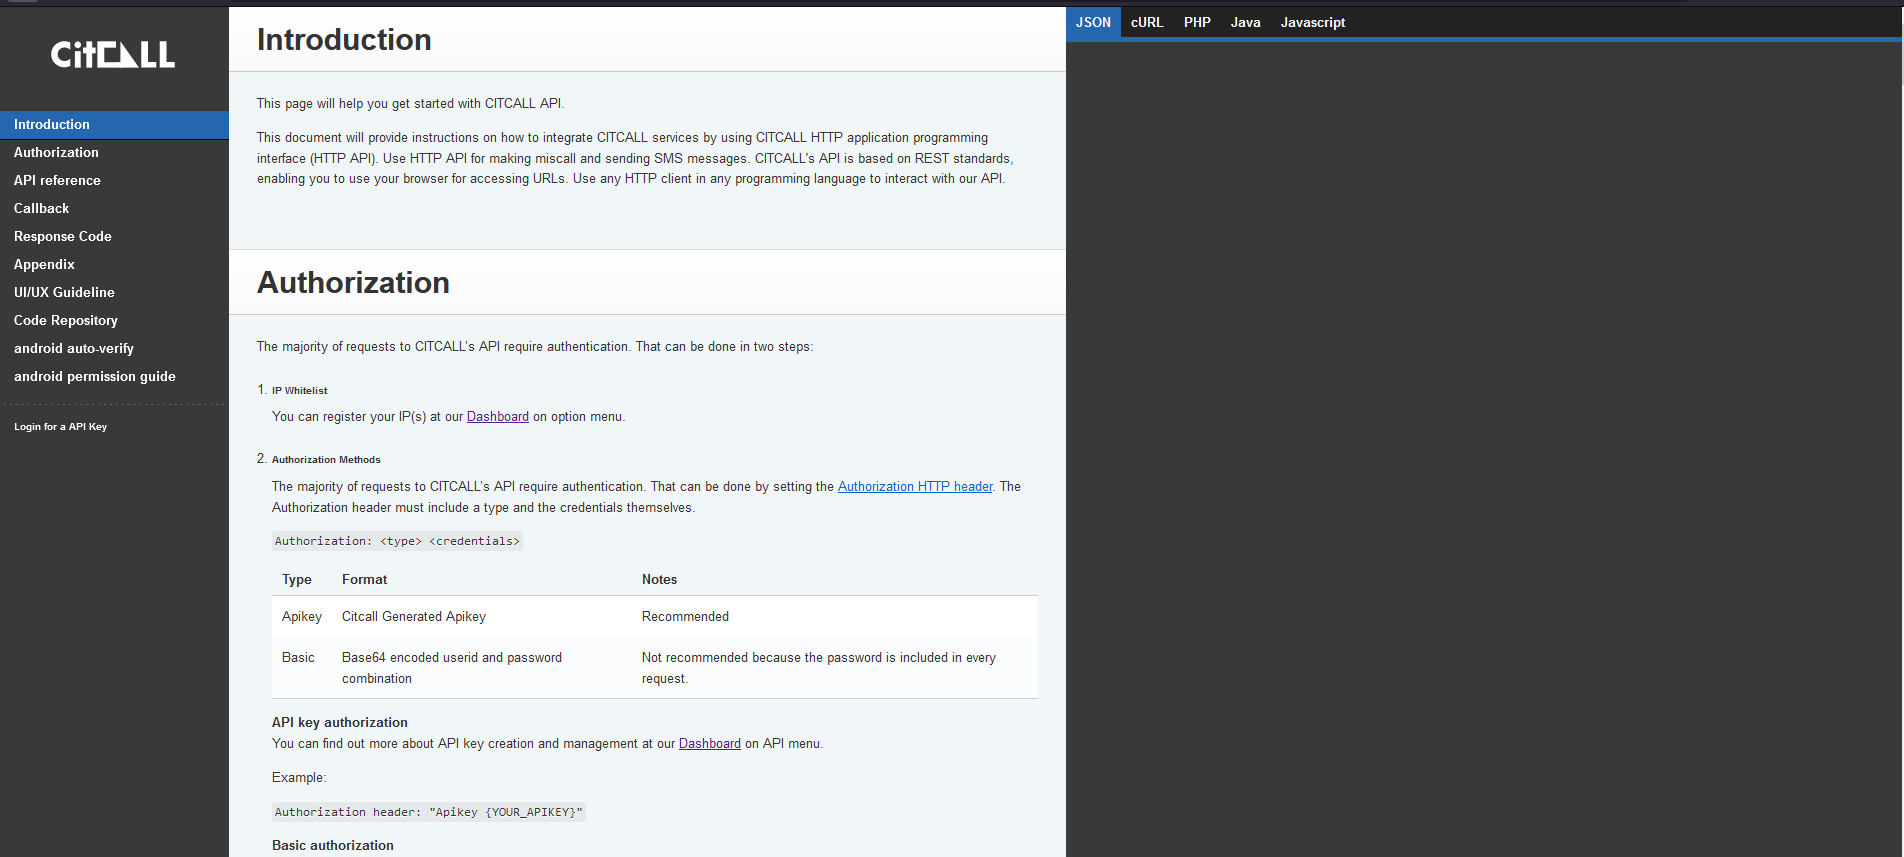 CitCALL
Introduction
Authorization
API reference
Callback
Response Code
Appendix
UI/UX Guideline
Code Repository
android auto-verify
android permission guide
Login for a API Key
Introduction
This page will help you get started with CITCALL API.
This document will provide instructions on how to integrate CITCALL services by using CITCALL HTTP application programming
interface (HTTP API). Use HTTP API for making miscall and sending SMS messages. CITCALL's API is based on REST standards,
enabling you to use your browser for accessing URLs. Use any HTTP client in any programming language to interact with our API.
Authorization
The majority of requests to CITCALL's API require authentication. That can be done in two steps:
1. IP Whitelist
You can register your IP(s) at our Dashboard on option menu.
2. Authorization Methods
The majority of requests to CITCALL's API require authentication. That can be done by setting the Authorization HTTP header. The
Authorization header must include a type and the credentials themselves.
Authorization: <type> <credentials>
Type Format Notes
Apikey Citcall Generated Apikey Recommended
Basic Base64 encoded userid and password Not recommended because the password is included in every
combination request.
API key authorization
You can find out more about API key creation and management at our Dashboard on API menu.
Example:
Authorization header: "Apikey {YOUR_APIKEY}"
Basic authorization
JSON cURL PHP Java Javascript